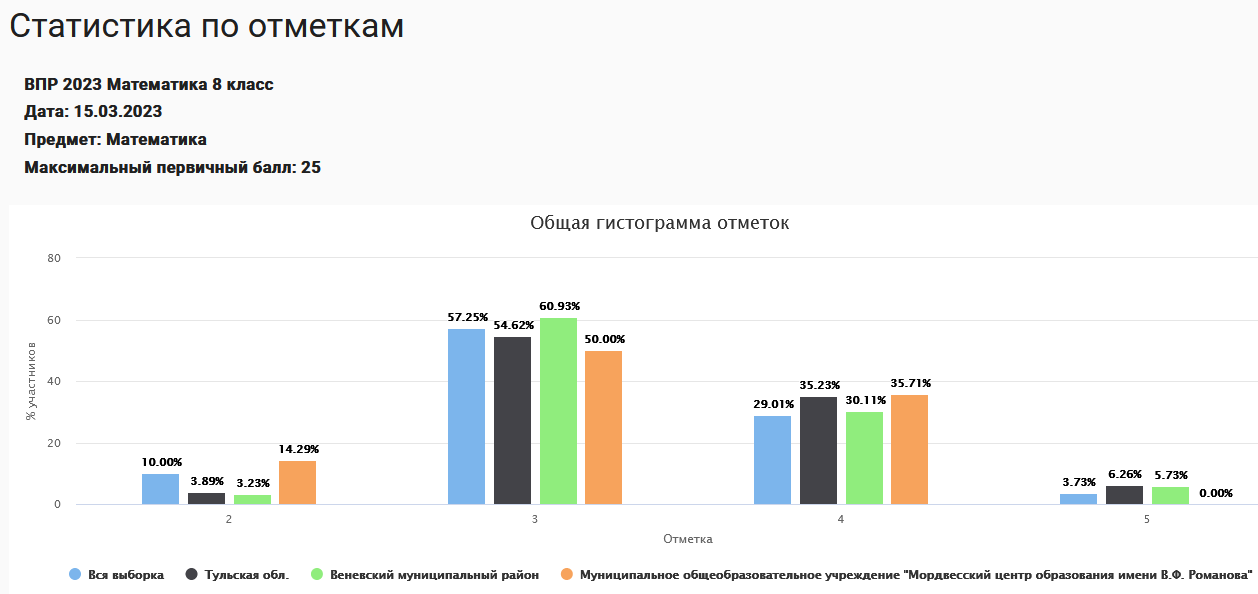 Статистика по отметкам
ВПР 2023 Математика 8 класс
Дата: 15.03.2023
Предмет: Математика
Максимальный первичный балл: 25
Общая гистограмма отметок
80
60
40
20
0
% участников
10.00%
3.89%
3.23%
14.29%
57.25%
54.62%
60.93%
50.00%
29.01%
35.23%
30.11%
35.71%
3.73%
6.26%
5.73%
0.00%
2
3
4
5
Отметка
Вся выборка
Тульская обл.
Веневский муниципальный район
Муниципальное общеобразовательное учреждение "Мордвесский центр образования имени В.Ф. Романова"